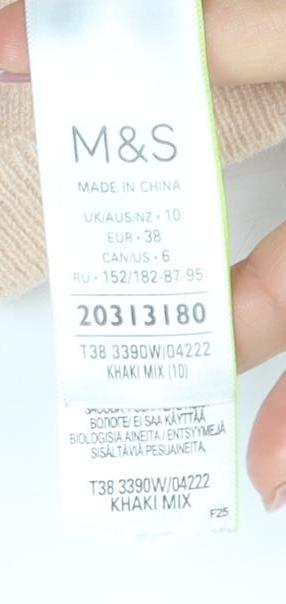 M&S
MADE IN CHINA
UK/AUS/NZ • 10
EUR • 38
CAN/US • 6
RU • 152/182-87-95
20313180
T38 3390W/04222
KHAKI MIX (10)
ВОЛОГЕ/ EI SAA KÄYTTÄÄ
BIOLOGISIA AINEITA / ENTSYYMEJÄ
SISÄLTÄVIÄ PESUAINEITA.
T38 3390W/04222
KHAKI MIX
F25